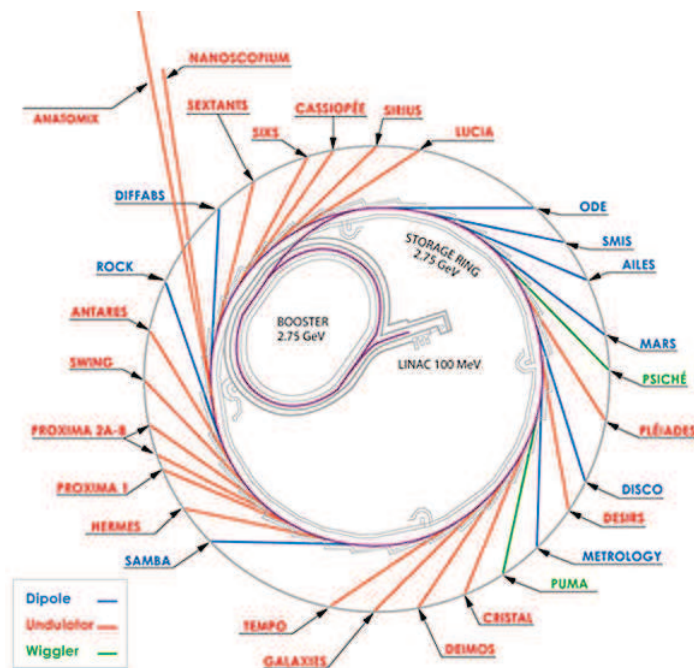 NANOSCOPIUM
ANATOMIX
SEXTANTS
SIXS
CASSIOPÉE
SIRIUS
LUCIA
DIFFABS
ODE
SMIS
ROCK
AILES
STORAGE RING
2.75 GeV
ANTARES
BOOSTER
2.75 GeV
MARS
SWING
LINAC 100 MeV
PSICHÉ
PROXIMA 2A-B
PLÉIADES
PROXIMA 1
DISCO
HERMES
DESIRS
SAMBA
METROLOGY
PUMA
Dipole
Undulator
Wiggler
TEMPO
CRISTAL
GALAXIES
DEIMOS